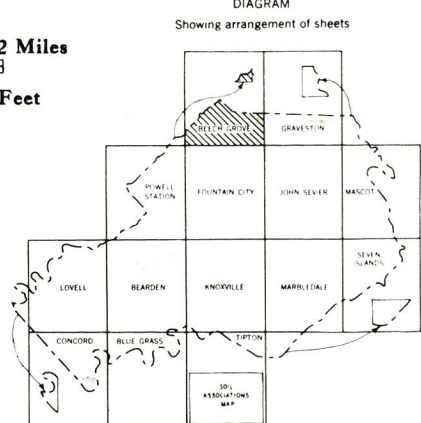 DIAGRAM
Showing arrangement of sheets
2 Miles
Feet
BEECH GROVE
GRAVESTON
POWELL
STATION
FOUNTAIN CITY
JOHN SEVIER
MASCOT
SEVEN
ISLANDS
LOVELL
BEARDEN
KNOXVILLE
MARBLEDALE
CONCORD
BLUE GRASS
TIPTON
SOIL
ASSOCIATIONS
MAP